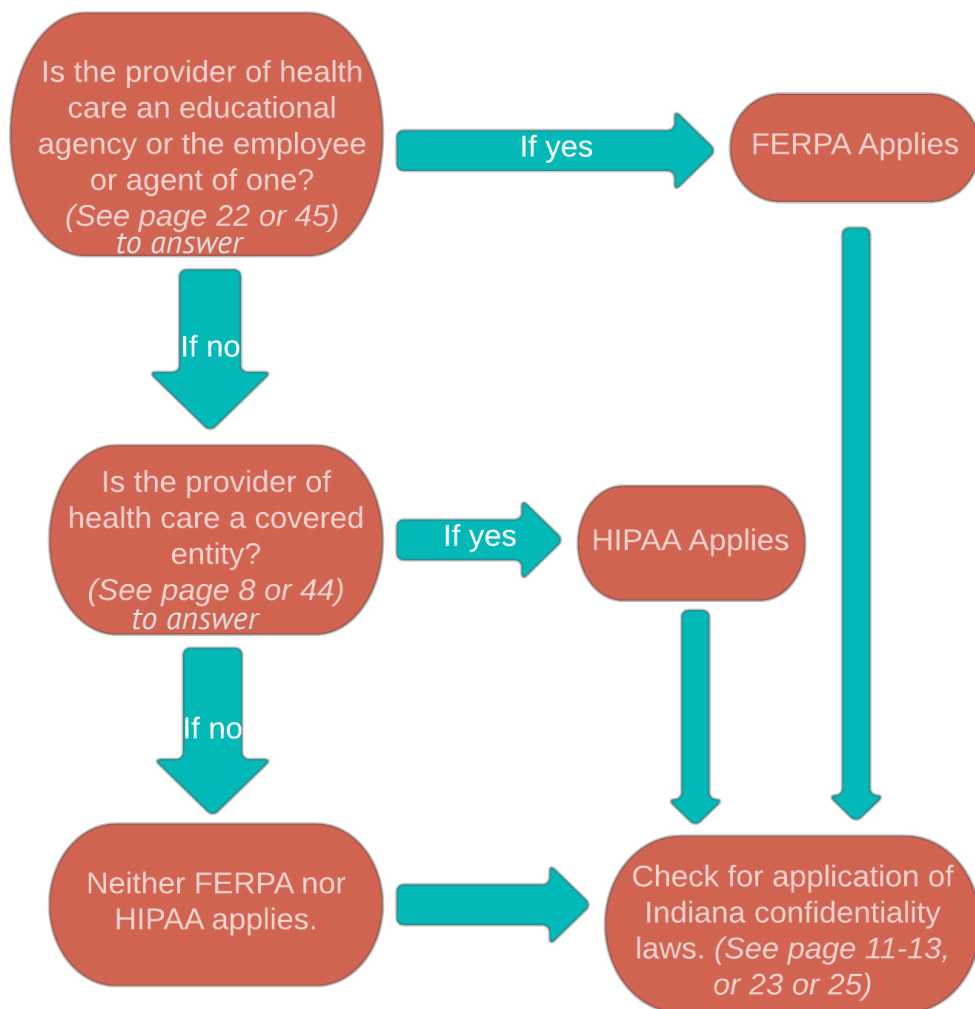 Is the provider of health
care an educational
agency or the employee
or agent of one?
(See page 22 or 45)
to answer
If yes
FERPA Applies
If no
Is the provider of
health care a covered
entity?
(See page 8 or 44)
to answer
If yes
HIPAA Applies
If no
Neither FERPA nor
HIPAA applies.
Check for application of
Indiana confidentiality
laws. (See page 11-13,
or 23 or 25)